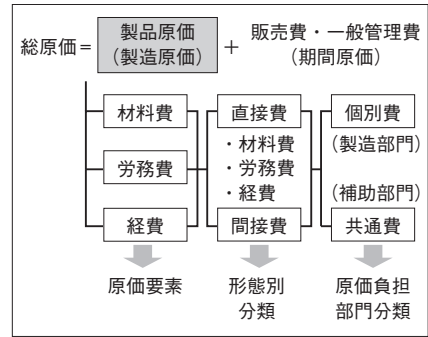 総原価=
製品原価
(製造原価)
+
販売費・一般管理費
(期間原価)
材料費
労務費
経費
原価要素
直接費
・材料費
・労務費
・経費
間接費
形態別
分類
個別費
(製造部門)
(補助部門)
共通費
原価負担
部門分類